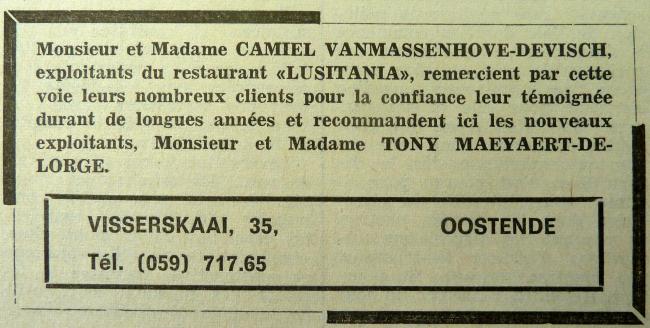 Monsieur et Madame CAMIEL VANMASSENHOVE-DEVISCH,
exploitants du restaurant «LUSITANIA», remercient par cette
voie leurs nombreux clients pour la confiance leur témoignée
durant de longues années et recommandent ici les nouveaux
exploitants, Monsieur et Madame TONY MAEYAERT-DE-
LORGE.
VISSERSKAAI, 35, OOSTENDE
Tél. (059) 717.65